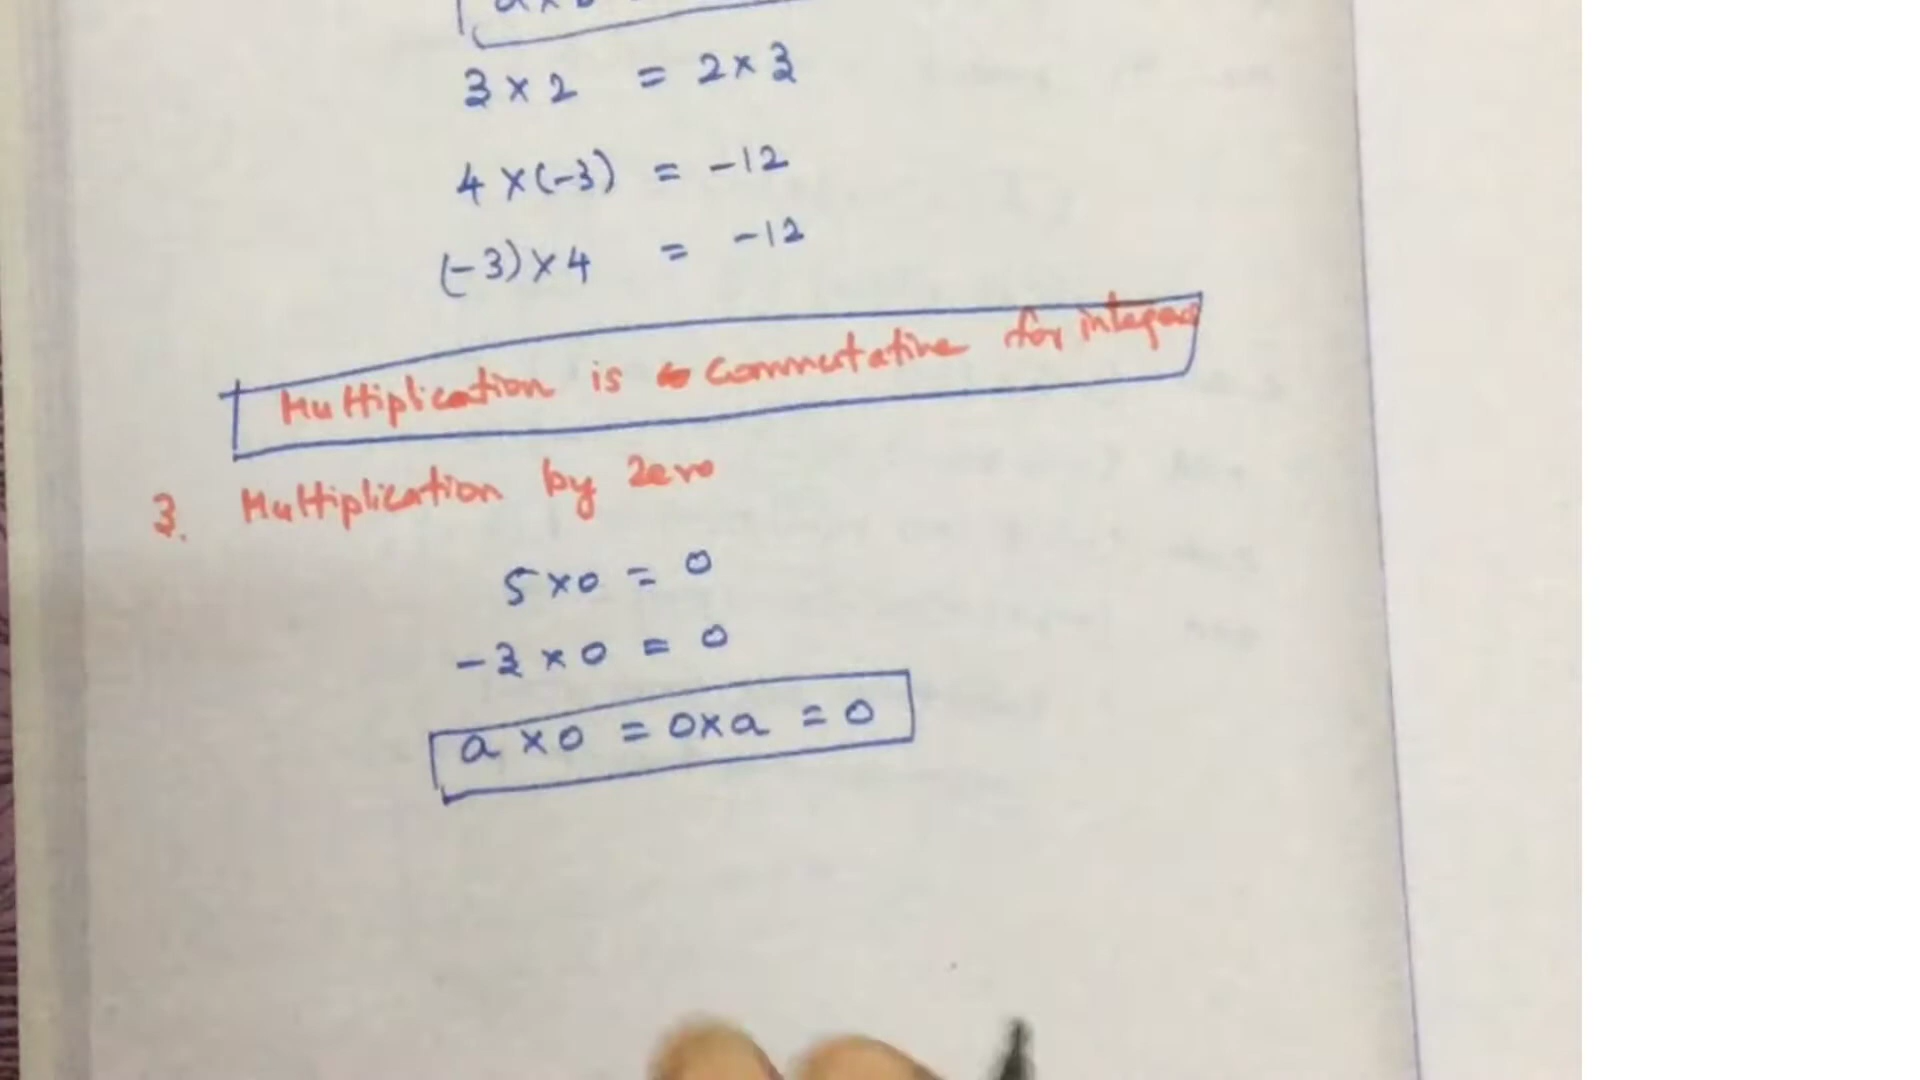 a x b
3 x 2 = 2 x 3
4 x (-3) = -12
(-3) x 4 = -12
Multiplication is commutative for integers
3. Multiplication by zero
5 x 0 = 0
-3 x 0 = 0
a x 0 = 0 x a = 0